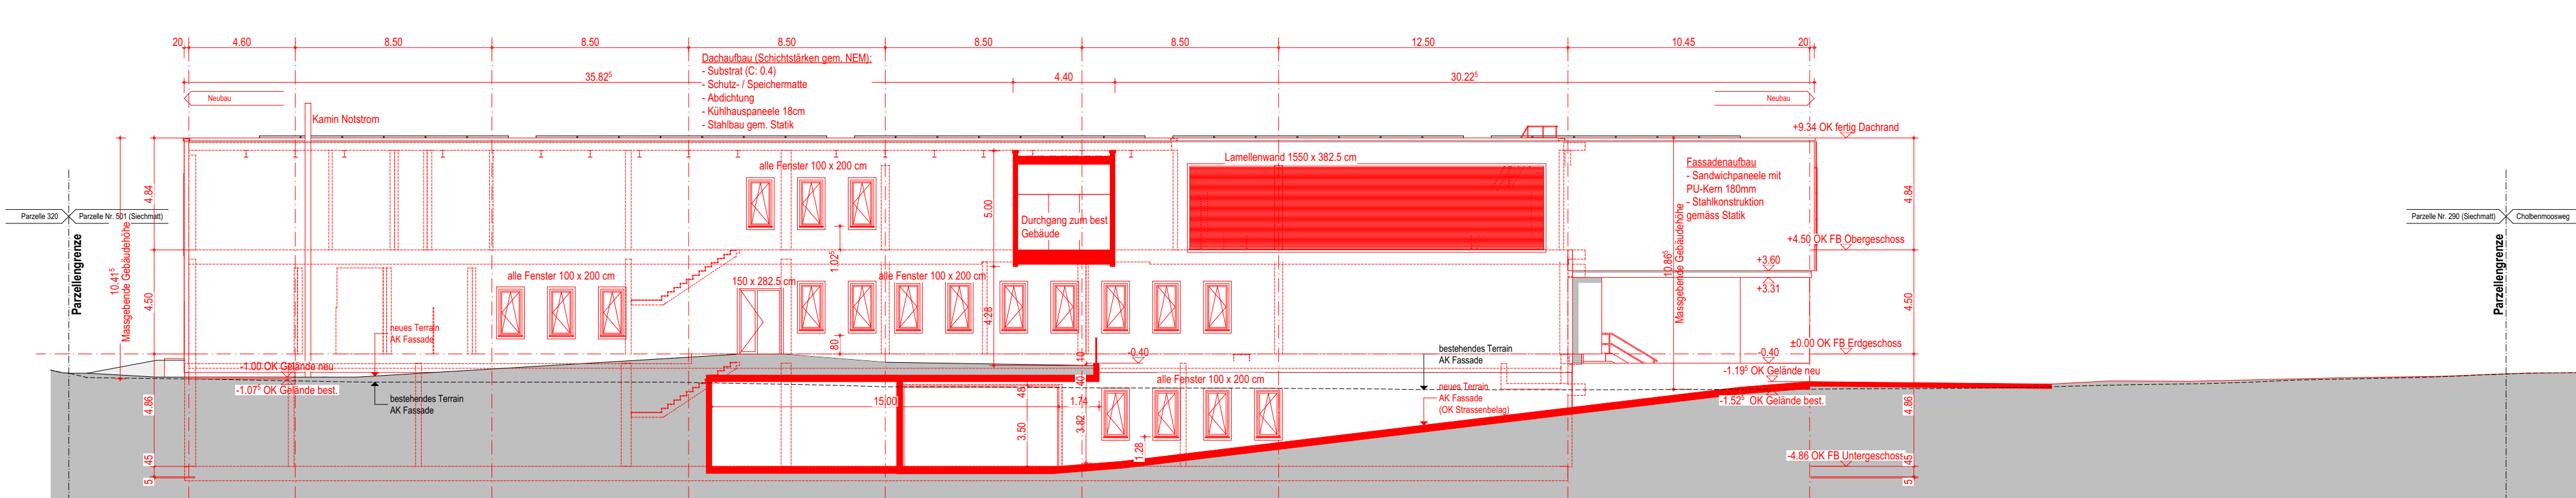 20
4.60
8.50
8.50
8.50
8.50
8.50
12.50
10.45
20
Dachaufbau (Schichtstärken gem. NEM):
- Substrat (C: 0.4)
- Schutz- / Speichermatte
- Abdichtung
- Kühlhauspaneele 18cm
- Stahlbau gem. Statik
35.82⁵
4.40
30.22⁵
Neubau
Neubau
Kamin Notstrom
+9.34 OK fertig Dachrand
alle Fenster 100 x 200 cm
Lamellenwand 1550 x 382.5 cm
Fassadenaufbau
- Sandwichpaneele mit
PU-Kern 180mm
- Stahlkonstruktion
gemäss Statik
4.84
5.00
4.84
Parzelle 320
Parzelle Nr. 501 (Siechmatt)
Parzelle Nr. 290 (Siechmatt)
Cholbenmoosweg
Parzellengrenze
Parzellengrenze
Durchgang zum best
Gebäude
10.41⁵
Massgebende Gebäudehöhe
10.86⁵
Massgebende Gebäudehöhe
+4.50 OK FB Obergeschoss
1.02⁵
+3.60
+3.31
alle Fenster 100 x 200 cm
150 x 282.5 cm
alle Fenster 100 x 200 cm
4.50
4.28
4.50
neues Terrain
AK Fassade
80
10
-0.40
bestehendes Terrain
AK Fassade
-0.40
±0.00 OK FB Erdgeschoss
-1.00 Gelände neu
-1.07⁵ OK Gelände best.
bestehendes Terrain
AK Fassade
40
alle Fenster 100 x 200 cm
neues Terrain
AK Fassade
(OK Strassenbelag)
-1.19⁵ OK Gelände neu
-1.52⁵ OK Gelände best.
4.86
15.00
1.74
3.50
3.82
1.28
4.86
-4.86 OK FB Untergeschoss
45
5
45
5